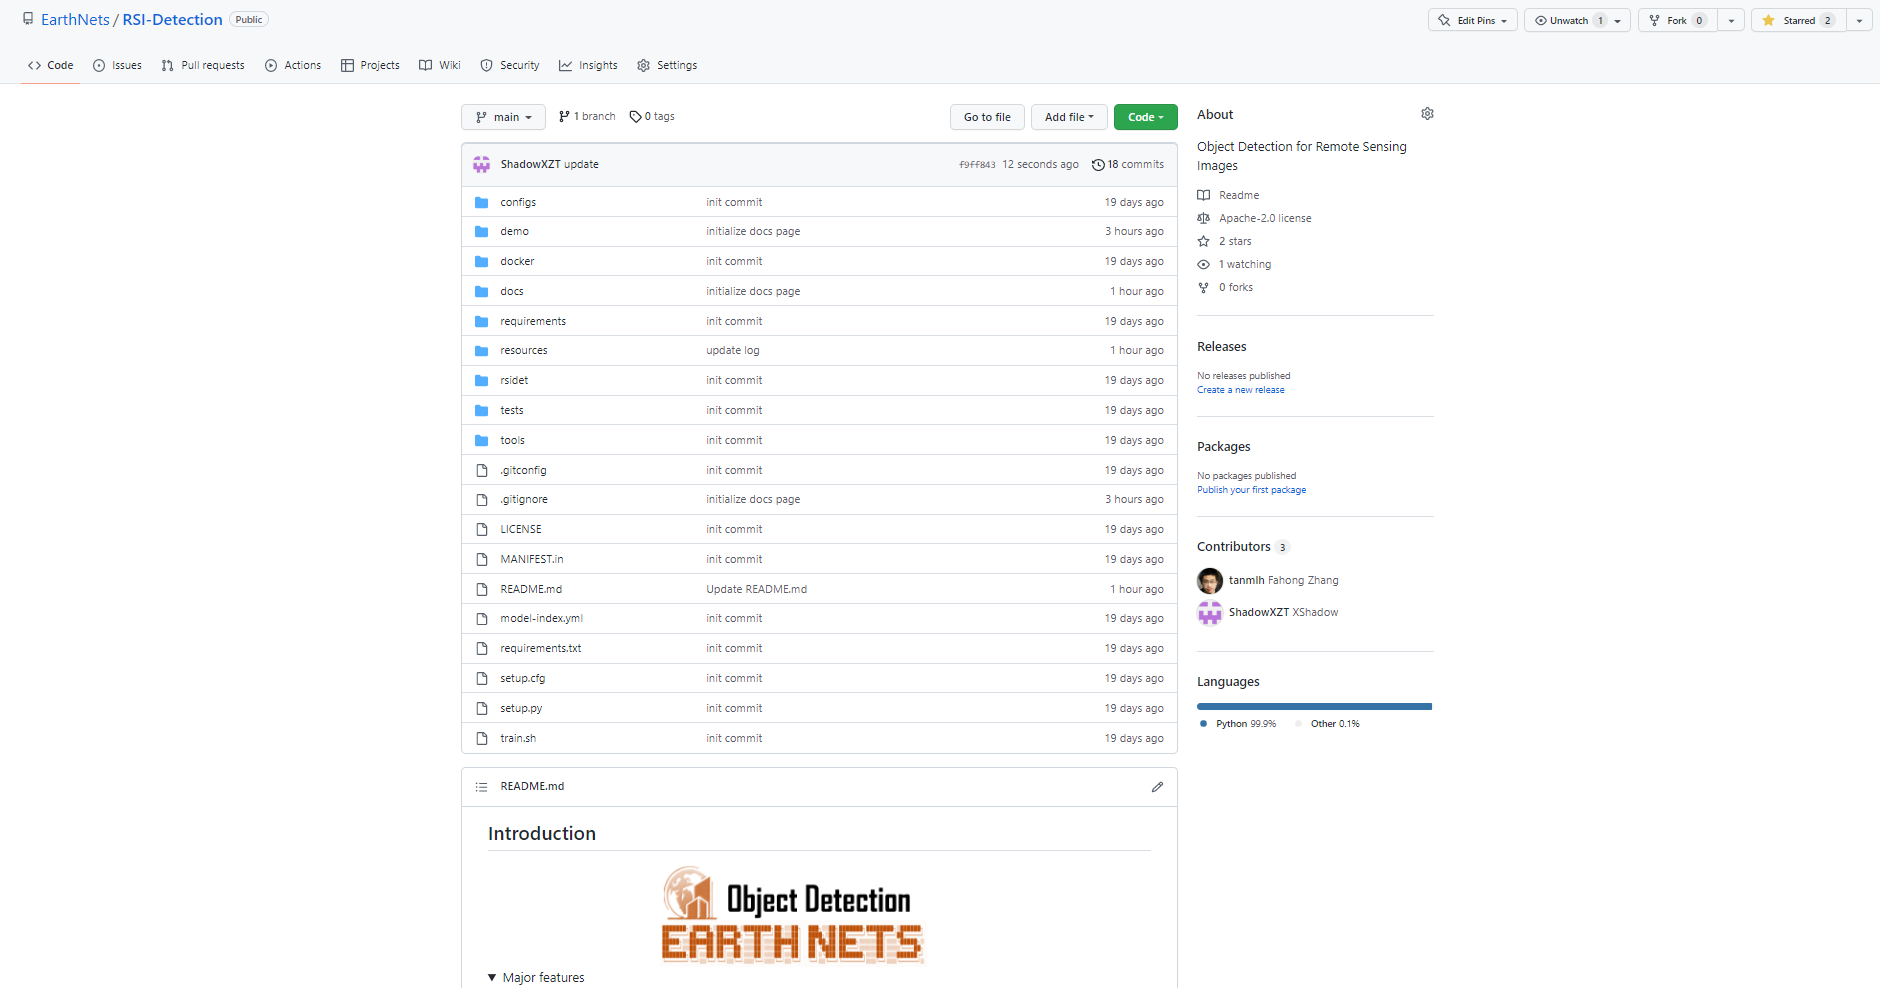 EarthNets / RSI-Detection Public
Edit Pins Unwatch 1 Fork 0 Starred 2
Code Issues Pull requests Actions Projects Wiki Security Insights Settings
main 1 branch 0 tags Go to file Add file Code
ShadowXZT update f9ff843 12 seconds ago 18 commits
configs init commit 19 days ago
demo initialize docs page 3 hours ago
docker init commit 19 days ago
docs initialize docs page 1 hour ago
requirements init commit 19 days ago
resources update log 1 hour ago
rsidet init commit 19 days ago
tests init commit 19 days ago
tools init commit 19 days ago
.gitconfig init commit 19 days ago
.gitignore initialize docs page 3 hours ago
LICENSE init commit 19 days ago
MANIFEST.in init commit 19 days ago
README.md Update README.md 1 hour ago
model-index.yml init commit 19 days ago
requirements.txt init commit 19 days ago
setup.cfg init commit 19 days ago
setup.py init commit 19 days ago
train.sh init commit 19 days ago
README.md
Introduction
Object Detection
EARTH NETS
Major features
About
Object Detection for Remote Sensing
Images
Readme
Apache-2.0 license
2 stars
1 watching
0 forks
Releases
No releases published
Create a new release
Packages
No packages published
Publish your first package
Contributors 3
tanmlh Fahong Zhang
ShadowXZT XShadow
Languages
Python 99.9% Other 0.1%